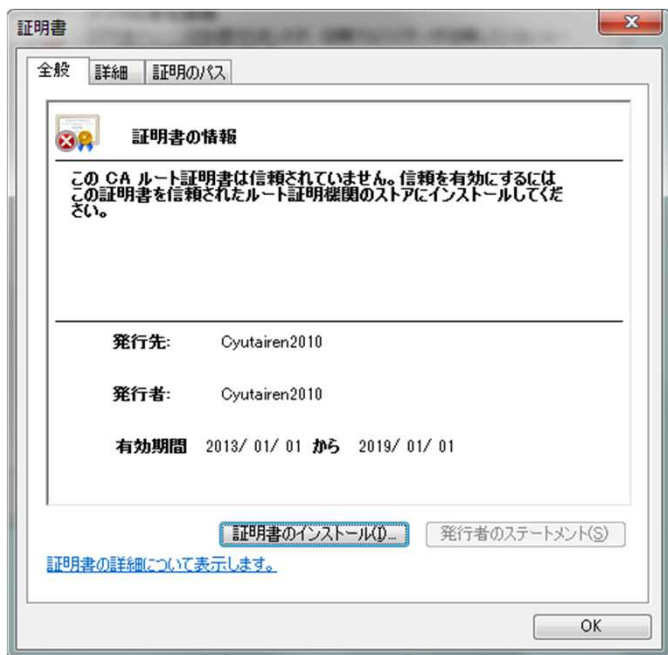 証明書
全般
詳細
証明のパス
証明書の情報
この CA ルート証明書は信頼されていません。信頼を有効にするには
この証明書を信頼されたルート証明機関のストアにインストールしてくだ
さい。
発行先: Cyutairen2010
発行者: Cyutairen2010
有効期間 2013/ 01/ 01 から 2019/ 01/ 01
証明書のインストール(I)... 発行者のステートメント(S)
証明書の詳細について表示します。
OK